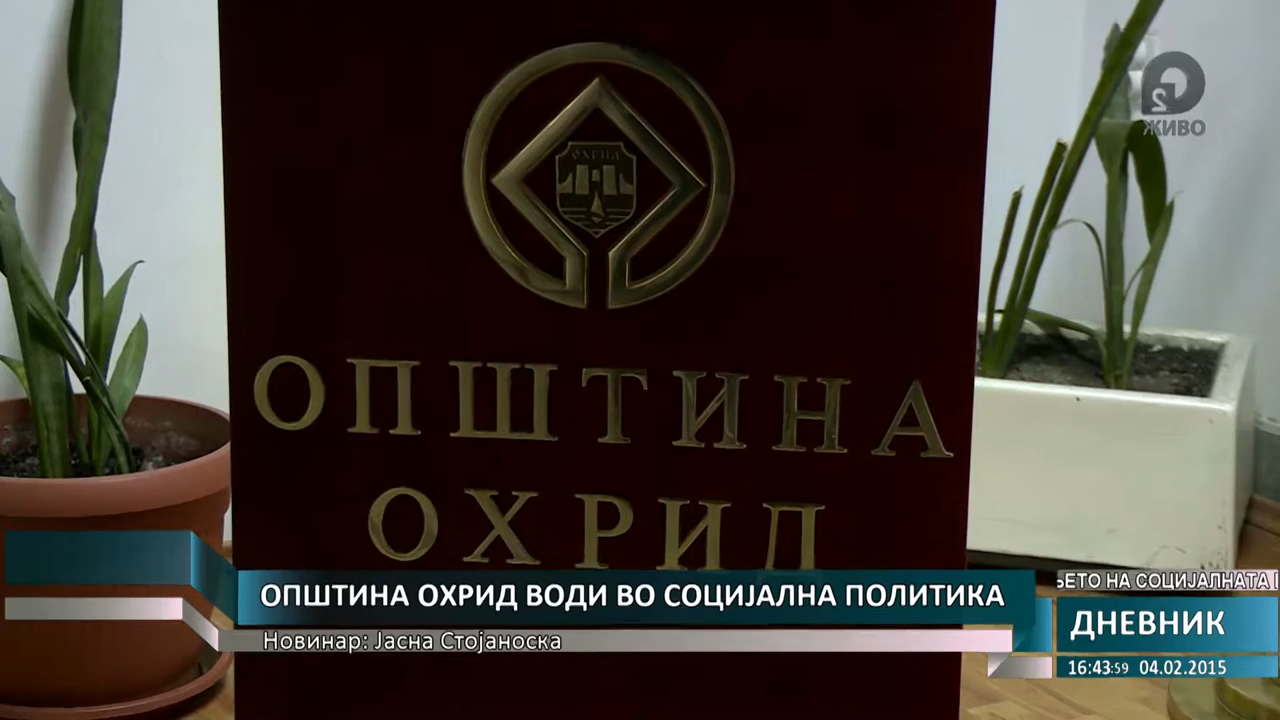 2
ЖИВО
ОХРИД
ОПШТИНА
ОХРИД
ОПШТИНА ОХРИД ВОДИ ВО СОЦИЈАЛНА ПОЛИТИКА
Новинар: Јасна Стојаноска
НА СОЦИЈАЛНАТА
ДНЕВНИК
16:43:59 04.02.2015